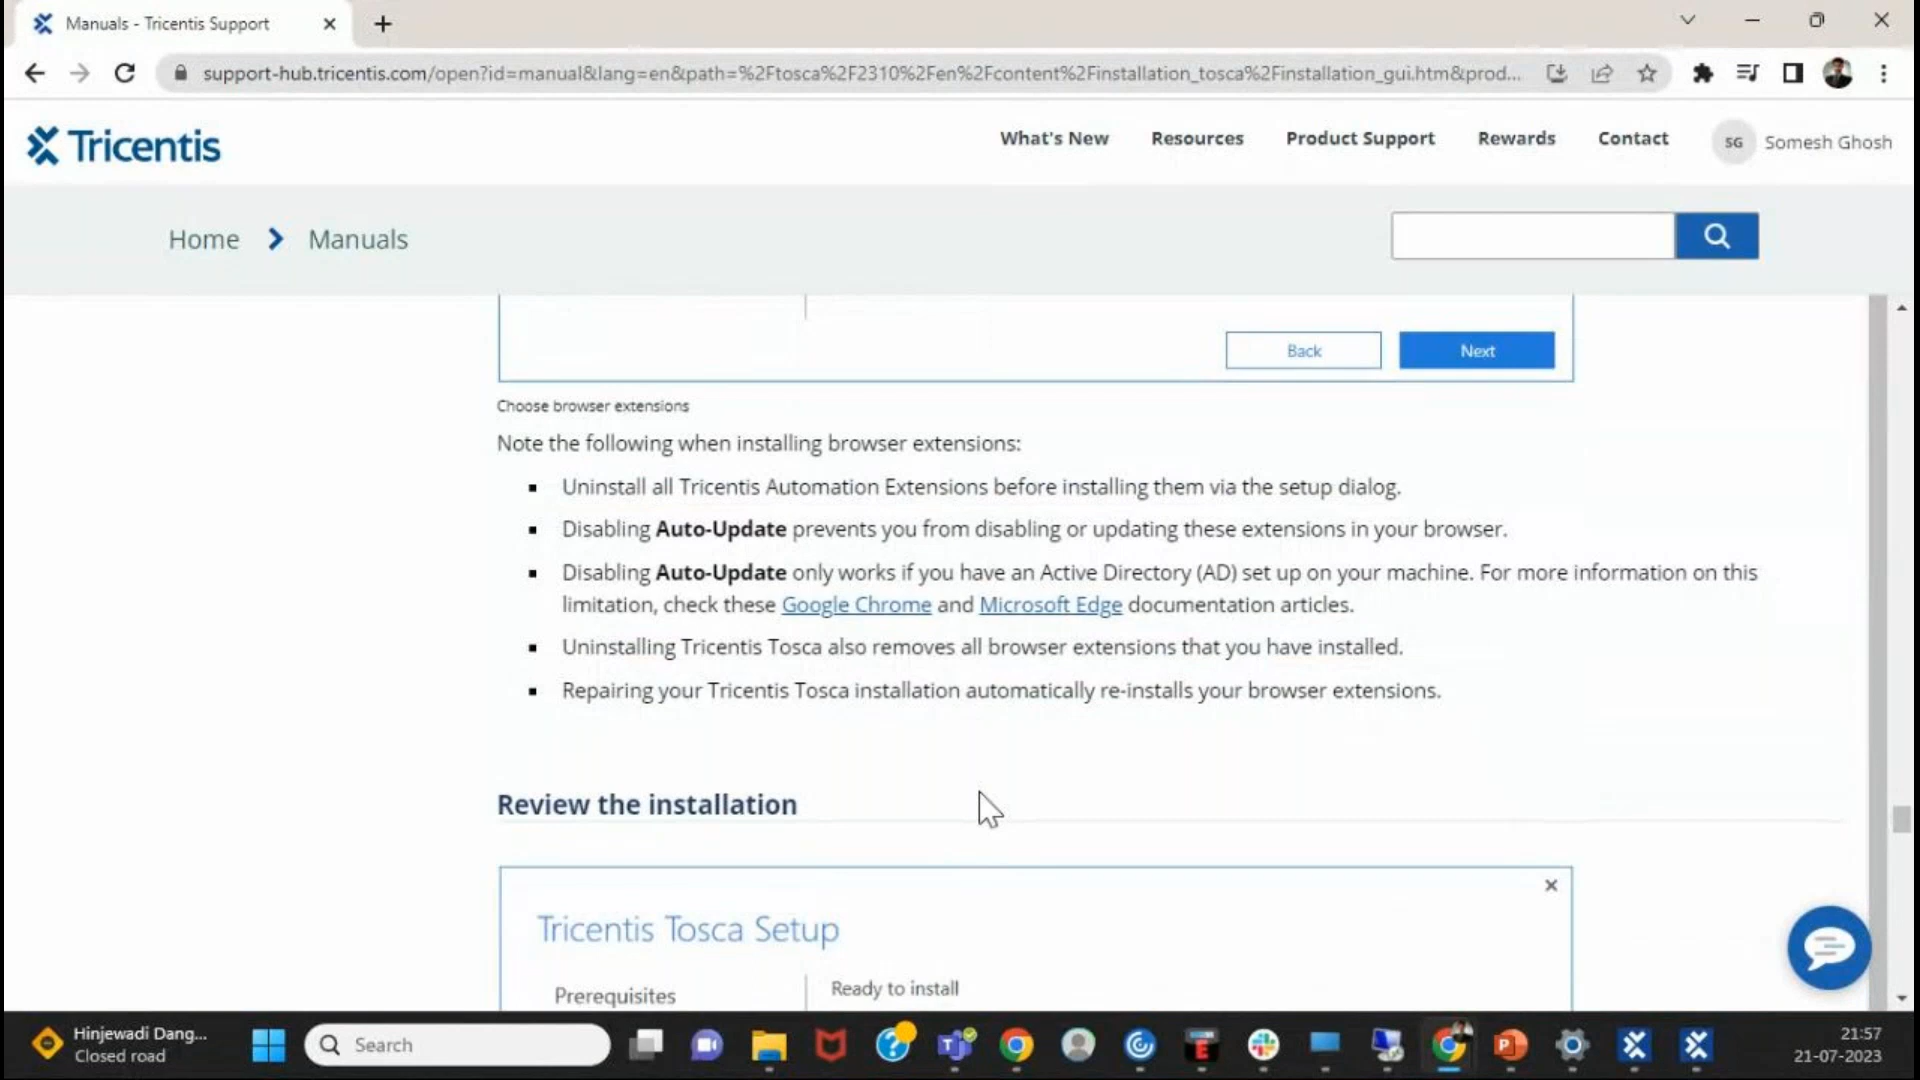 Manuals - Tricentis Support
support-hub.tricentis.com/open?id=manual&lang=en&path=%2Ftosca%2F2310%2Fen%2Fcontent%2Finstallation_tosca%2Finstallation_gui.htm&prod...
Tricentis
What's New
Resources
Product Support
Rewards
Contact
SG
Somesh Ghosh
Home
Manuals
Back
Next
Choose browser extensions
Note the following when installing browser extensions:
Uninstall all Tricentis Automation Extensions before installing them via the setup dialog.
Disabling Auto-Update prevents you from disabling or updating these extensions in your browser.
Disabling Auto-Update only works if you have an Active Directory (AD) set up on your machine. For more information on this
limitation, check these Google Chrome and Microsoft Edge documentation articles.
Uninstalling Tricentis Tosca also removes all browser extensions that you have installed.
Repairing your Tricentis Tosca installation automatically re-installs your browser extensions.
Review the installation
Tricentis Tosca Setup
Prerequisites
Ready to install
Hinjewadi Dang...
Closed road
Search
21:57
21-07-2023